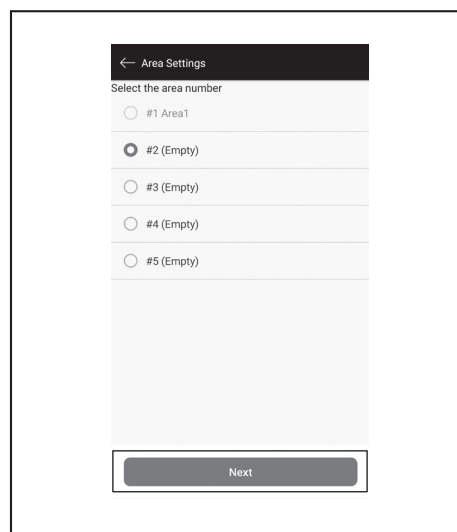 Area Settings
Select the area number
#1 Area1
#2 (Empty)
#3 (Empty)
#4 (Empty)
#5 (Empty)
Next